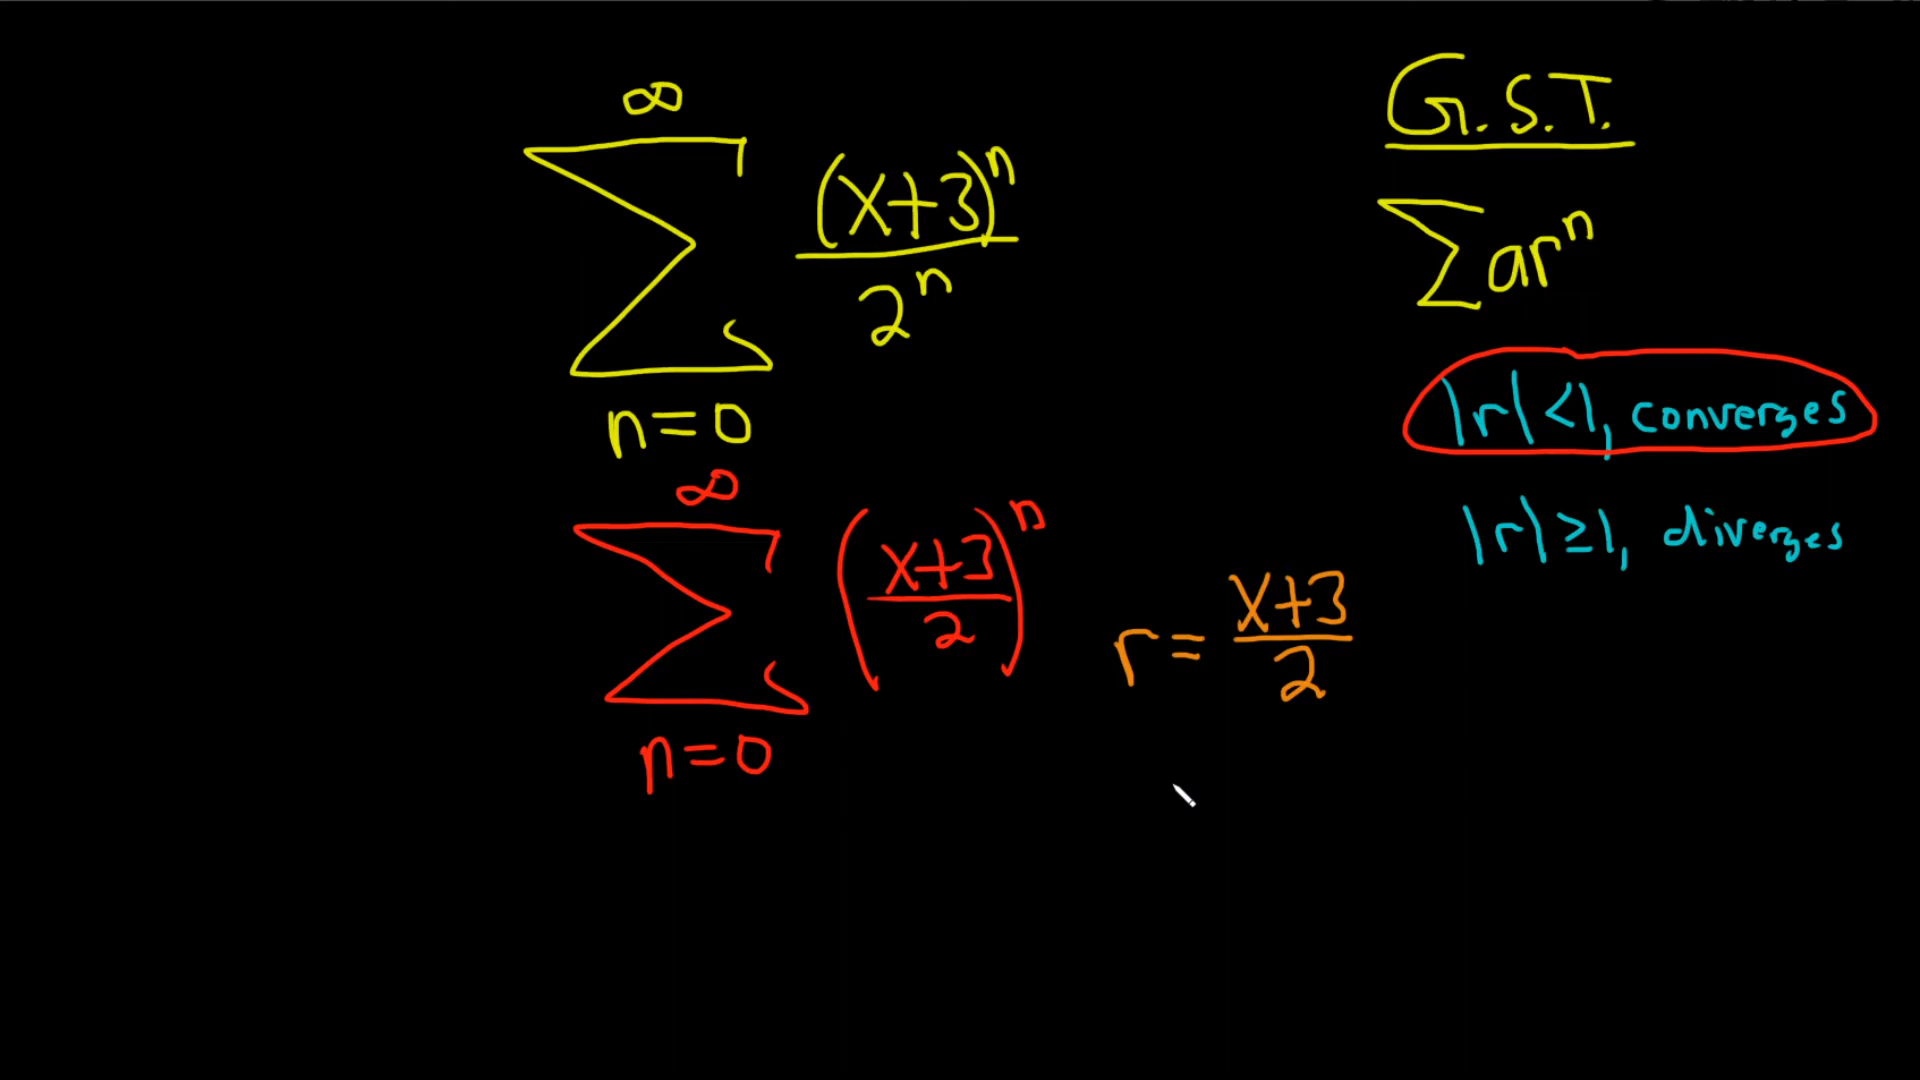 ∞
Σ (x+3)^n / 2^n
n=0
∞
Σ ((x+3)/2)^n
n=0
r = (x+3)/2
G.S.T.
Σ ar^n
|r| < 1, converges
|r| ≥ 1, diverges